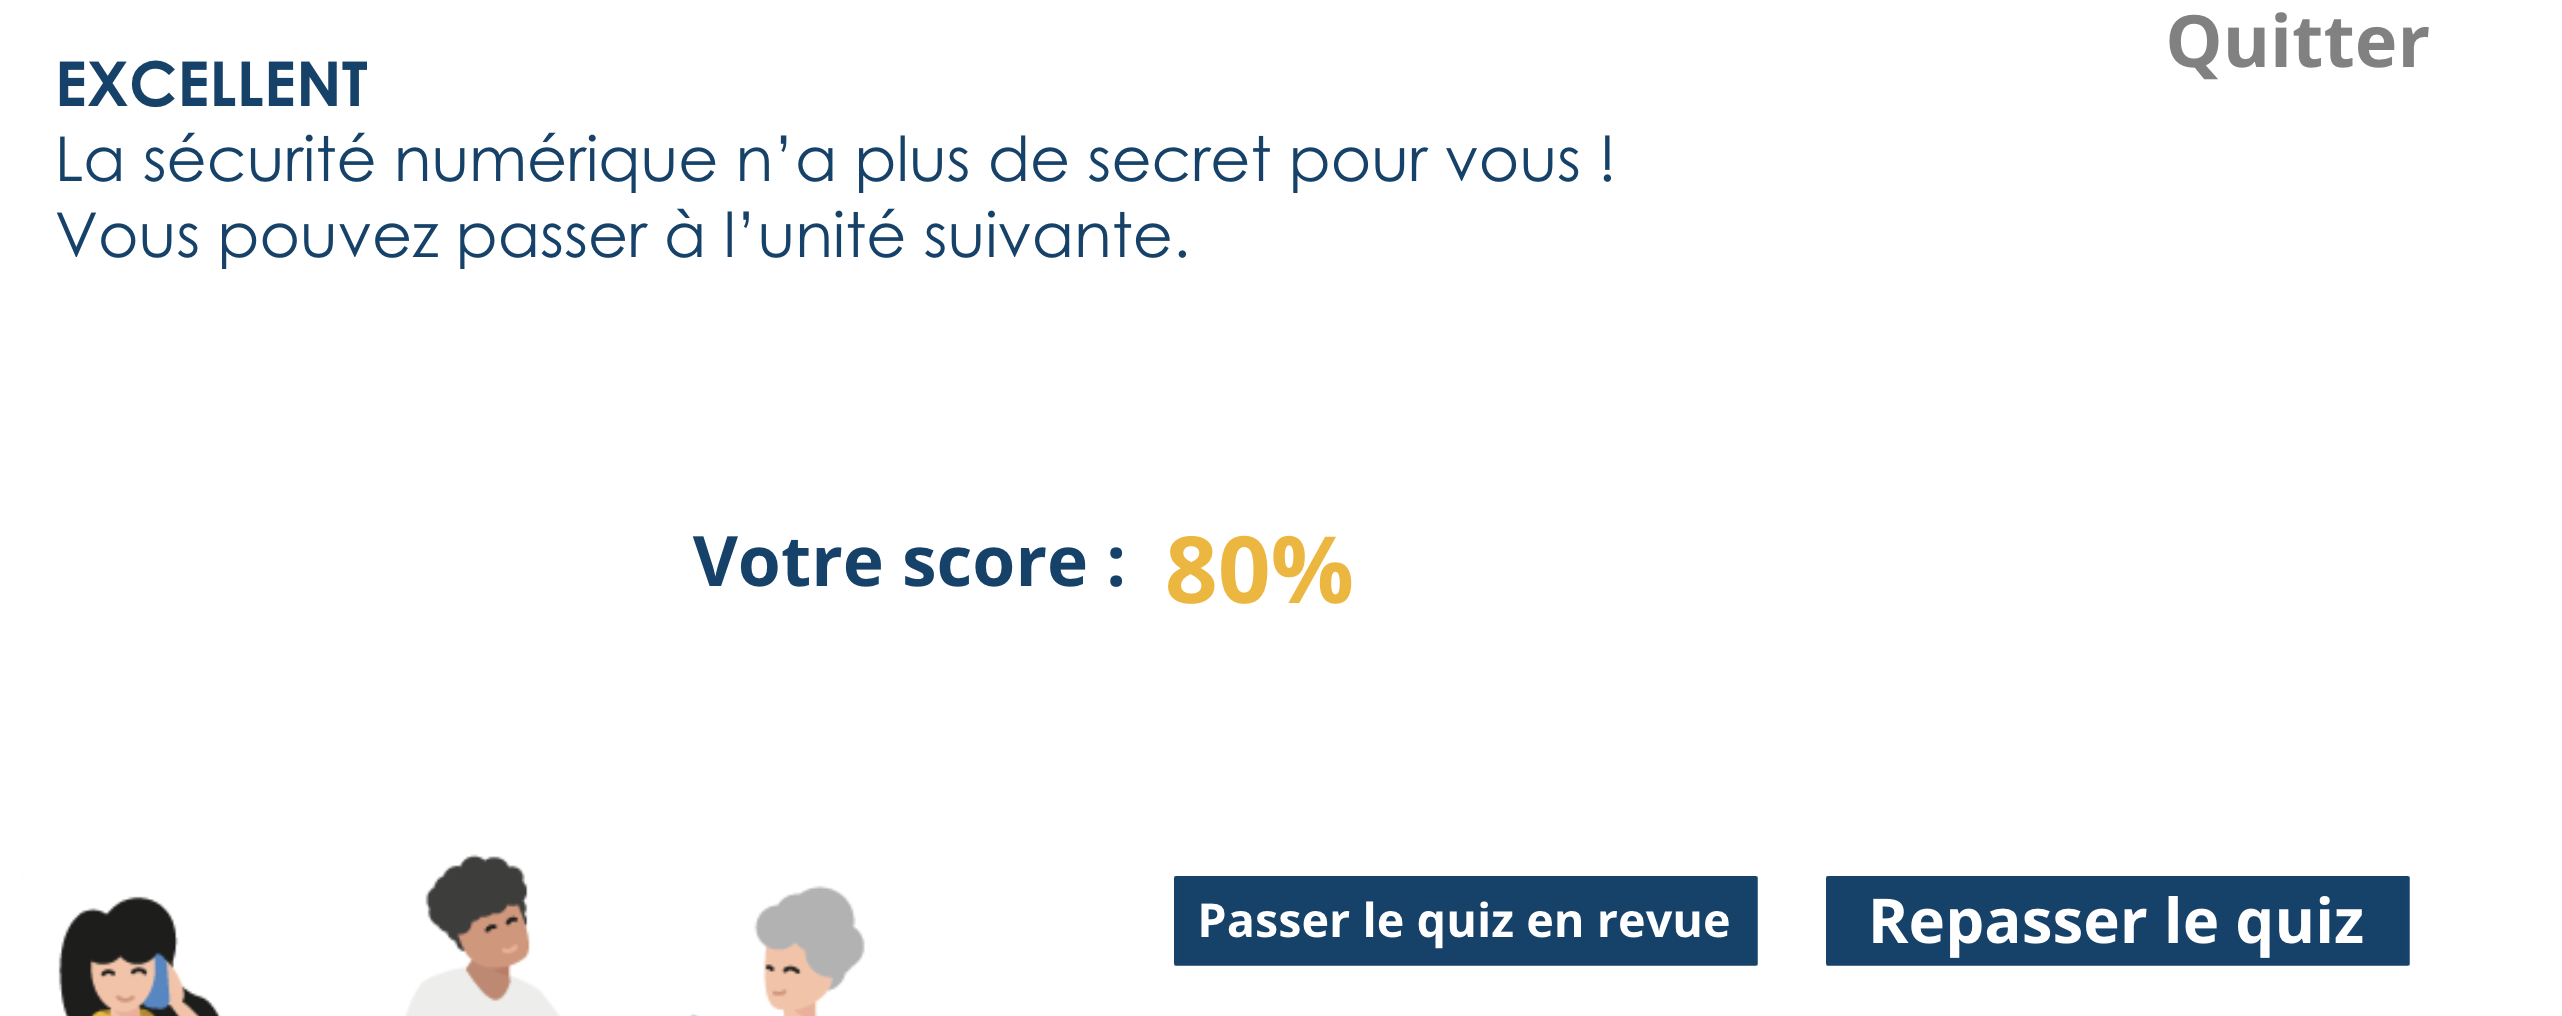 Quitter
EXCELLENT
La sécurité numérique n’a plus de secret pour vous !
Vous pouvez passer à l’unité suivante.
Votre score : 80%
Passer le quiz en revue
Repasser le quiz